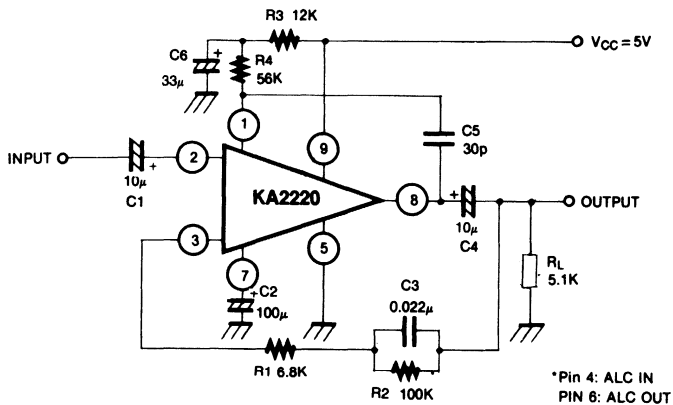 R3 12K
C6
33μ
R4
56K
VCC = 5V
1
C5
30p
INPUT
10μ
C1
2
9
KA2220
8
10μ
C4
OUTPUT
3
5
7
C2
100μ
C3
0.022μ
RL
5.1K
R1 6.8K
R2 100K
*Pin 4: ALC IN
PIN 6: ALC OUT